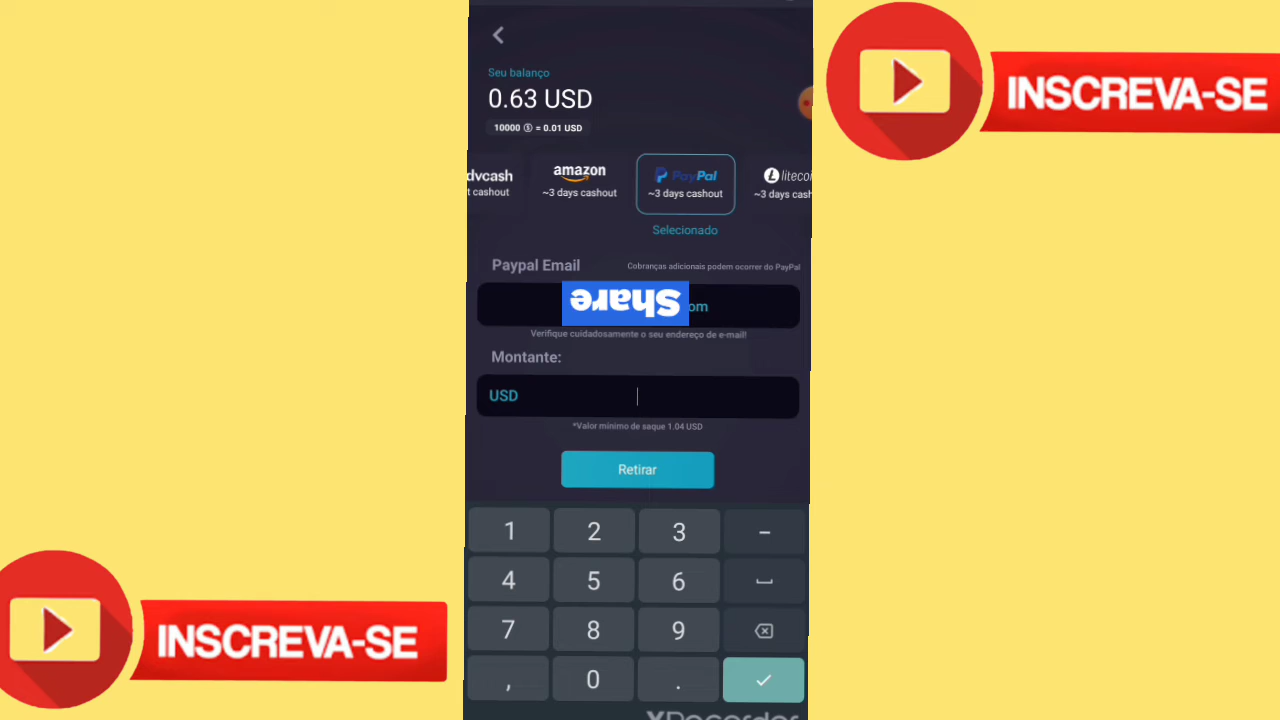 Seu balanço
0.63 USD
10000 Ⓢ = 0.01 USD
dvcash
t cashout
amazon
~3 days cashout
PayPal
~3 days cashout
litecoi
~3 days cash
Selecionado
Paypal Email
Cobranças adicionais podem ocorrer do PayPal
Share
om
Verifique cuidadosamente o seu endereço de e-mail!
Montante:
USD
*Valor mínimo de saque 1.04 USD
Retirar
1 2 3 –
4 5 6
7 8 9
, 0 .
XRecorder
INSCREVA-SE
INSCREVA-SE